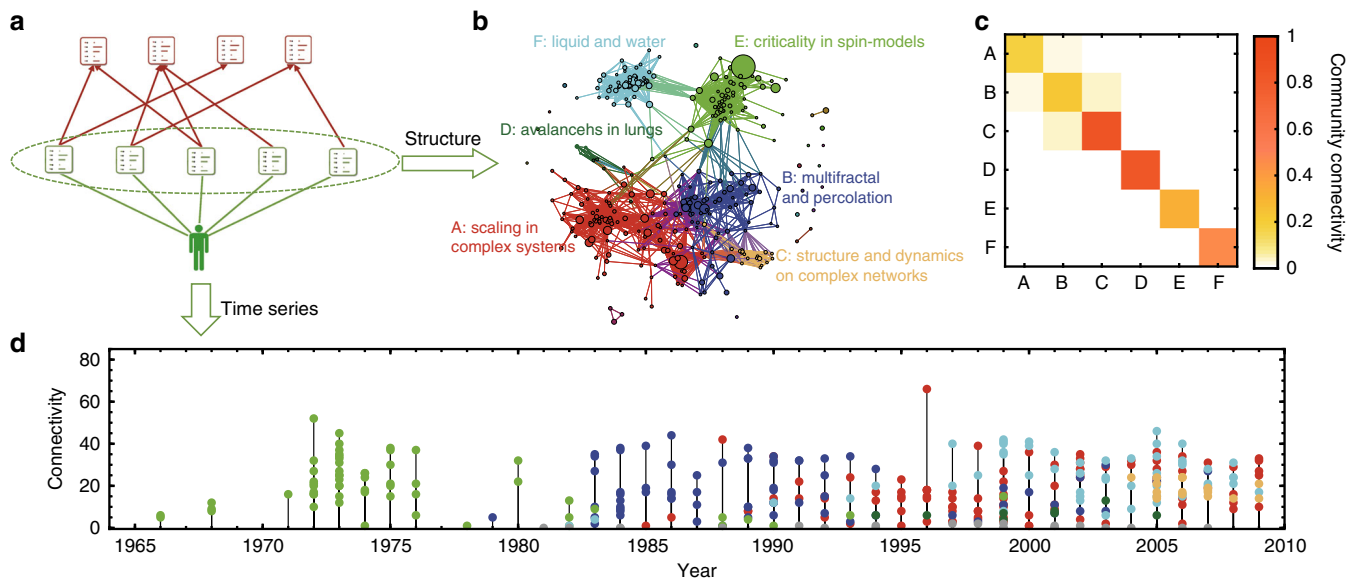 a
Structure
Time series
b
F: liquid and water
E: criticality in spin-models
D: avalanchs in lungs
B: multifractal
and percolation
A: scaling in
complex systems
C: structure and dynamics
on complex networks
c
A
B
C
D
E
F
A B C D E F
1
0.8
0.6
0.4
0.2
0
Community connectivity
d
Connectivity
80
60
40
20
0
1965 1970 1975 1980 1985 1990 1995 2000 2005 2010
Year